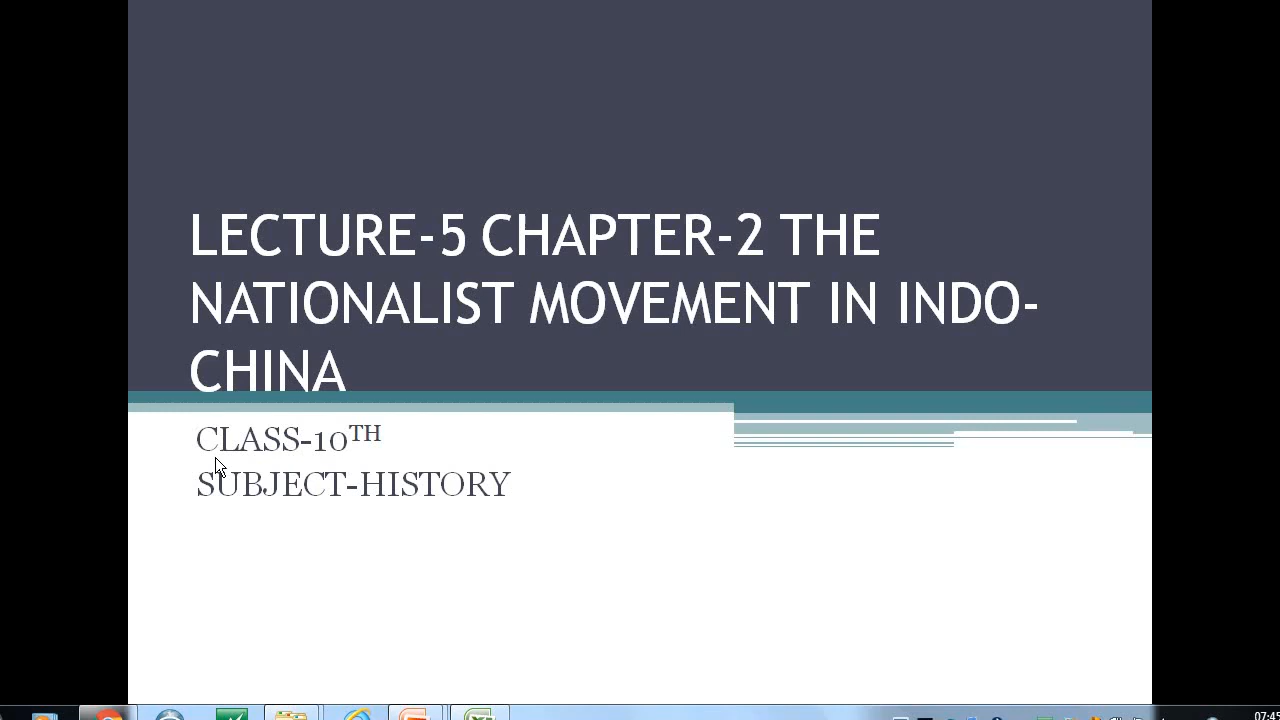 LECTURE-5 CHAPTER-2 THE
NATIONALIST MOVEMENT IN INDO-
CHINA
CLASS-10TH
SUBJECT-HISTORY